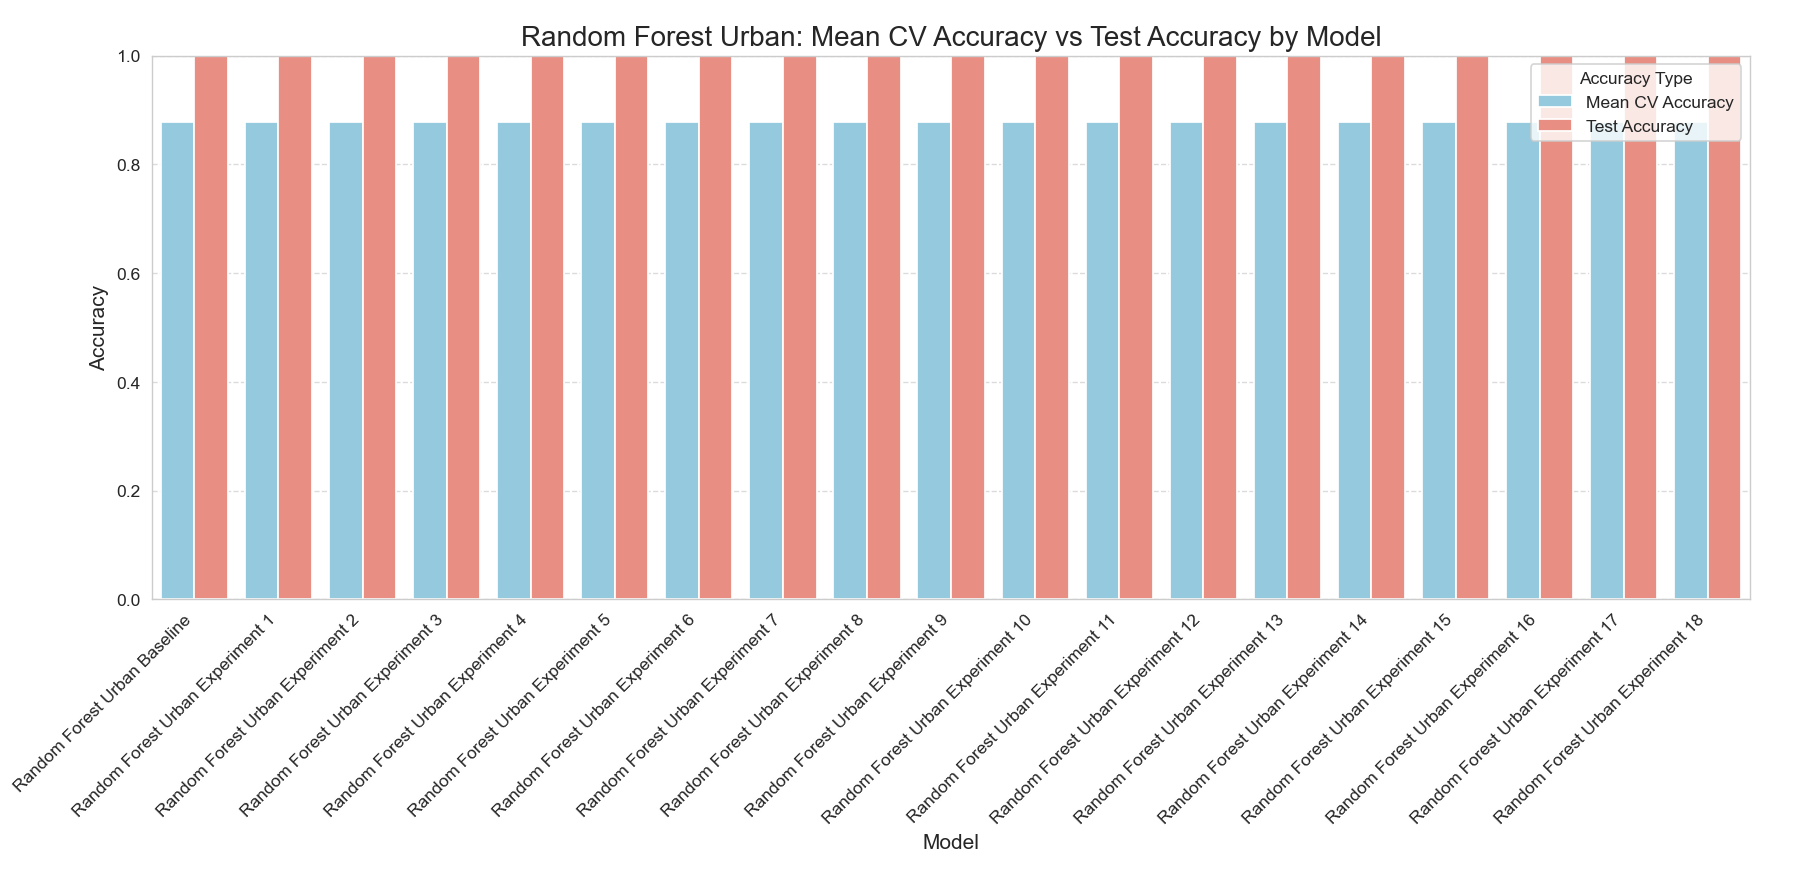 Random Forest Urban: Mean CV Accuracy vs Test Accuracy by Model
Accuracy Type
Mean CV Accuracy
Test Accuracy
Accuracy
1.0
0.8
0.6
0.4
0.2
0.0
Random Forest Urban Baseline
Random Forest Urban Experiment 1
Random Forest Urban Experiment 2
Random Forest Urban Experiment 3
Random Forest Urban Experiment 4
Random Forest Urban Experiment 5
Random Forest Urban Experiment 6
Random Forest Urban Experiment 7
Random Forest Urban Experiment 8
Random Forest Urban Experiment 9
Random Forest Urban Experiment 10
Random Forest Urban Experiment 11
Random Forest Urban Experiment 12
Random Forest Urban Experiment 13
Random Forest Urban Experiment 14
Random Forest Urban Experiment 15
Random Forest Urban Experiment 16
Random Forest Urban Experiment 17
Random Forest Urban Experiment 18
Model